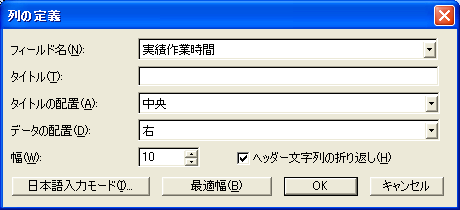 列の定義
フィールド名(N): 実績作業時間
タイトル(T):
タイトルの配置(A): 中央
データの配置(D): 右
幅(W): 10 ヘッダー文字列の折り返し(H)
日本語入力モード(I)... 最適幅(B) OK キャンセル